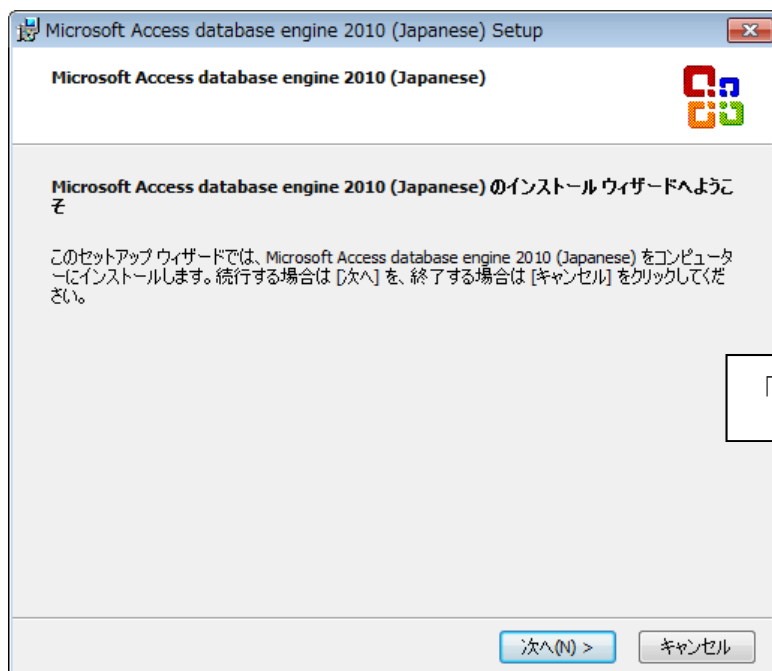 Microsoft Access database engine 2010 (Japanese) Setup
Microsoft Access database engine 2010 (Japanese)
Microsoft Access database engine 2010 (Japanese) のインストール ウィザードへようこ
そ
このセットアップ ウィザードでは、Microsoft Access database engine 2010 (Japanese) をコンピュータ
ーにインストールします。続行する場合は [次へ] を、終了する場合は [キャンセル] をクリックしてくだ
さい。
「
次へ(N) >
キャンセル